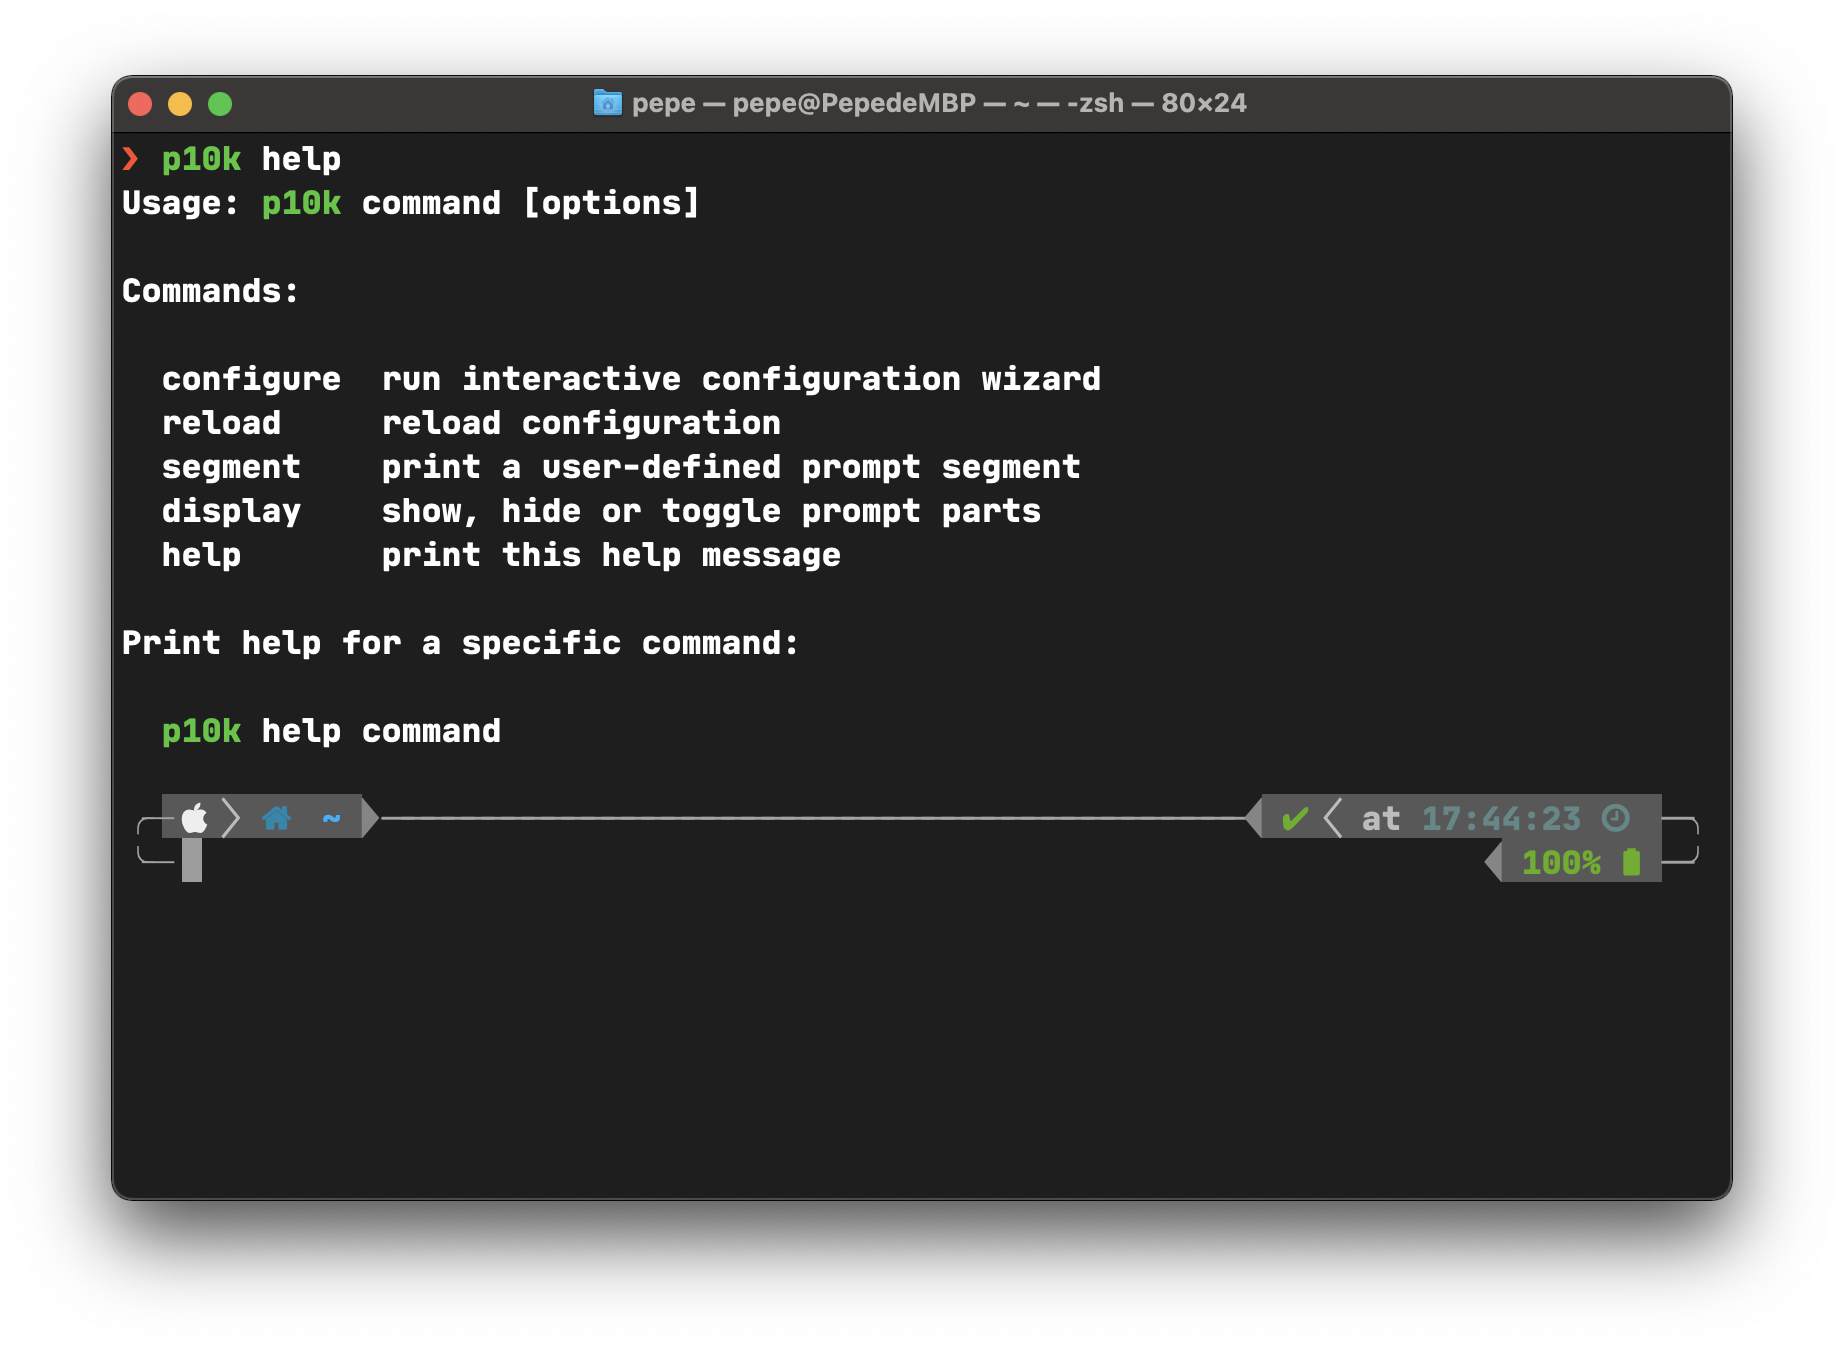 pepe — pepe@PepedeMBP — ~ — -zsh — 80×24
❯ p10k help
Usage: p10k command [options]
Commands:
configure  run interactive configuration wizard
reload     reload configuration
segment    print a user-defined prompt segment
display    show, hide or toggle prompt parts
help       print this help message
Print help for a specific command:
p10k help command
~ ✔ at 17:44:23
100%